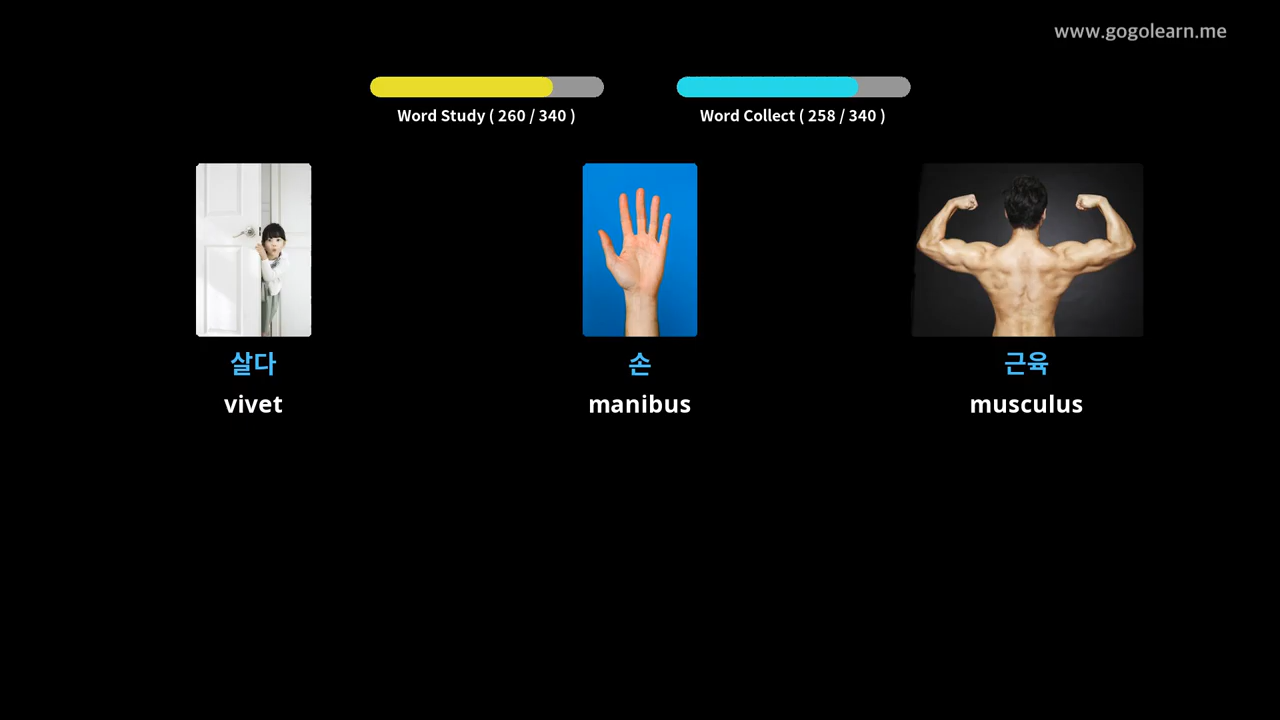 www.gogolearn.me
Word Study ( 260 / 340 )
Word Collect ( 258 / 340 )
살다
손
근육
vivet
manibus
musculus